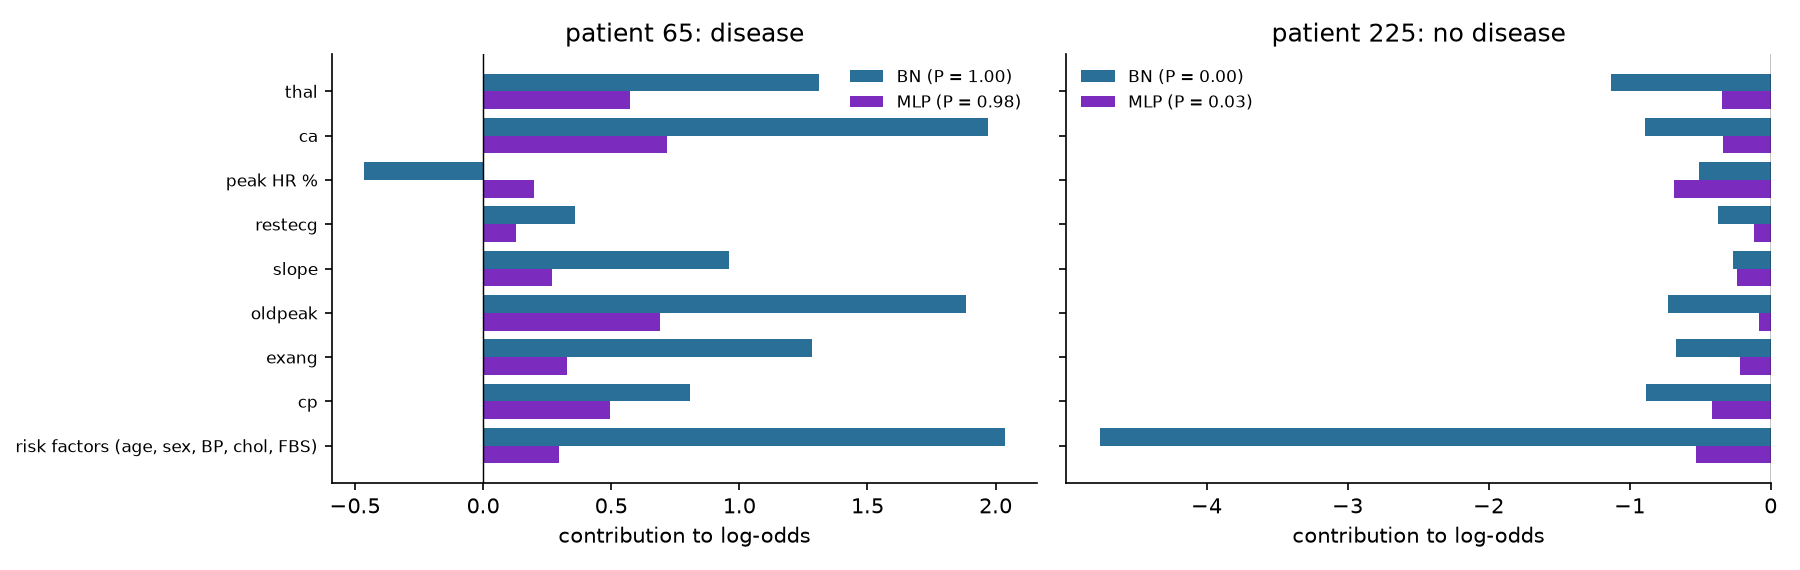 patient 65: disease
BN (P = 1.00)
MLP (P = 0.98)
thal
ca
peak HR %
restecg
slope
oldpeak
exang
cp
risk factors (age, sex, BP, chol, FBS)
−0.5
0.0
0.5
1.0
1.5
2.0
contribution to log-odds
patient 225: no disease
BN (P = 0.00)
MLP (P = 0.03)
−4
−3
−2
−1
0
contribution to log-odds